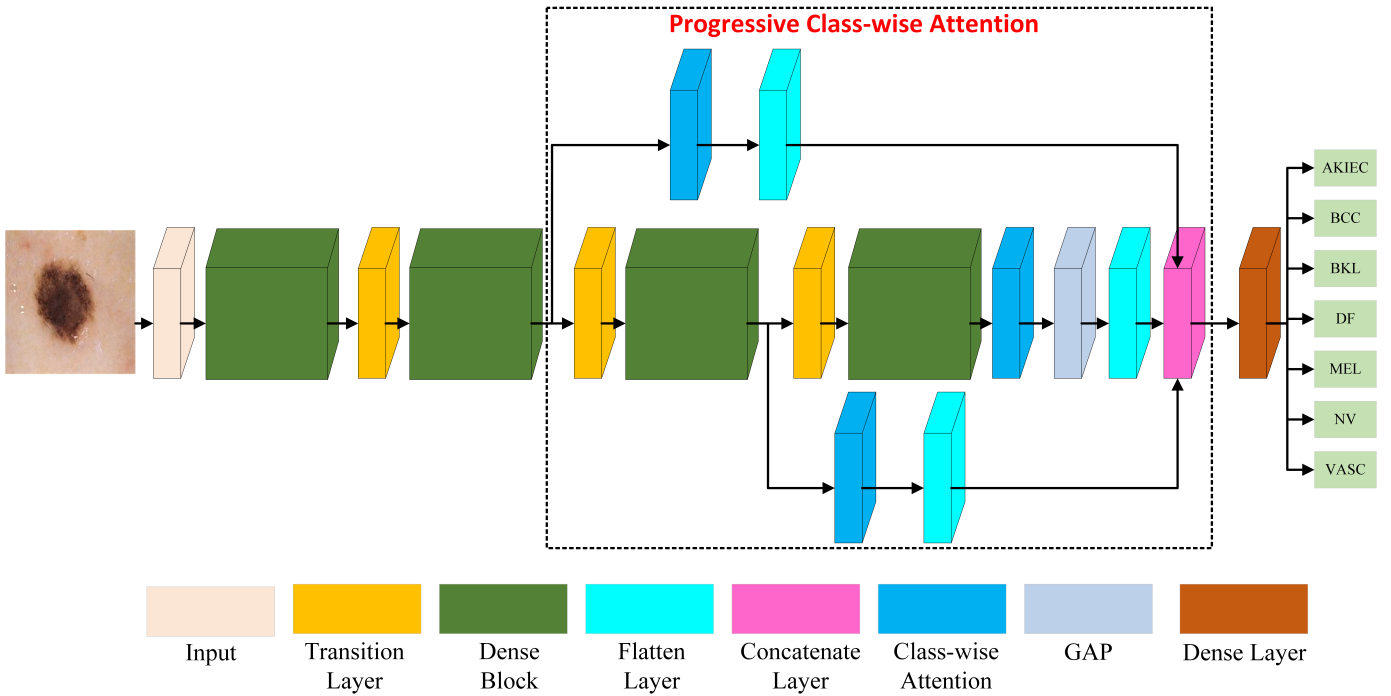 Progressive Class-wise Attention
AKIEC
BCC
BKL
DF
MEL
NV
VASC
Input
Transition
Layer
Dense
Block
Flatten
Layer
Concatenate
Layer
Class-wise
Attention
GAP
Dense Layer